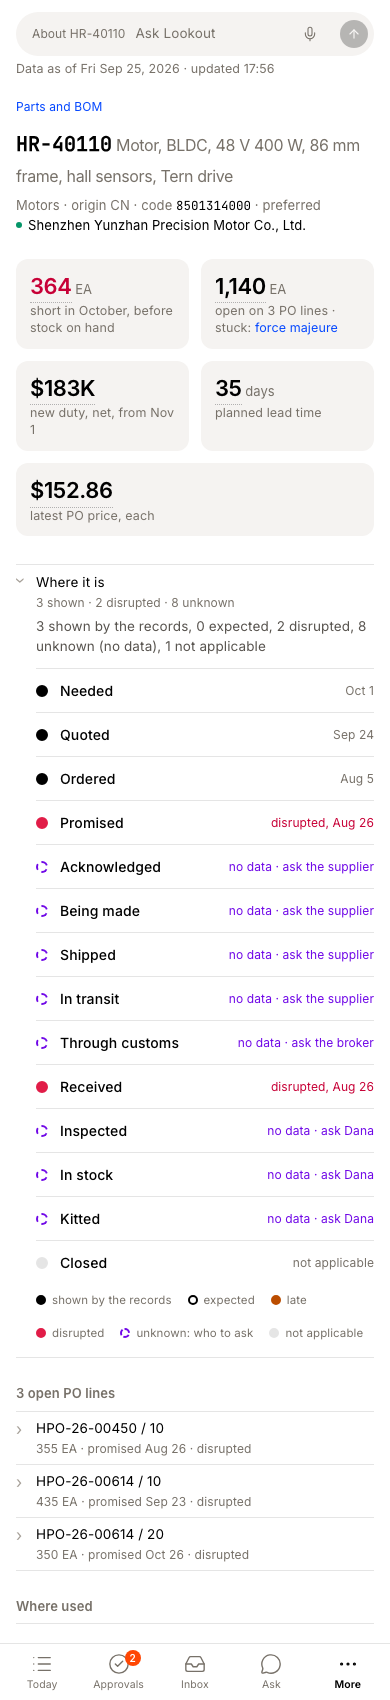 About HR-40110 Ask Lookout
Data as of Fri Sep 25, 2026 · updated 17:56
Parts and BOM
HR-40110 Motor, BLDC, 48 V 400 W, 86 mm
frame, hall sensors, Tern drive
Motors · origin CN · code 8501314000 · preferred
Shenzhen Yunzhan Precision Motor Co., Ltd.
364 EA
short in October, before
stock on hand
1,140 EA
open on 3 PO lines ·
stuck: force majeure
$183K
new duty, net, from Nov
1
35 days
planned lead time
$152.86
latest PO price, each
Where it is
3 shown · 2 disrupted · 8 unknown
3 shown by the records, 0 expected, 2 disrupted, 8
unknown (no data), 1 not applicable
Needed Oct 1
Quoted Sep 24
Ordered Aug 5
Promised disrupted, Aug 26
Acknowledged no data · ask the supplier
Being made no data · ask the supplier
Shipped no data · ask the supplier
In transit no data · ask the supplier
Through customs no data · ask the broker
Received disrupted, Aug 26
Inspected no data · ask Dana
In stock no data · ask Dana
Kitted no data · ask Dana
Closed not applicable
shown by the records expected late
disrupted unknown: who to ask not applicable
3 open PO lines
HPO-26-00450 / 10
355 EA · promised Aug 26 · disrupted
HPO-26-00614 / 10
435 EA · promised Sep 23 · disrupted
HPO-26-00614 / 20
350 EA · promised Oct 26 · disrupted
Where used
2
Today Approvals Inbox Ask More